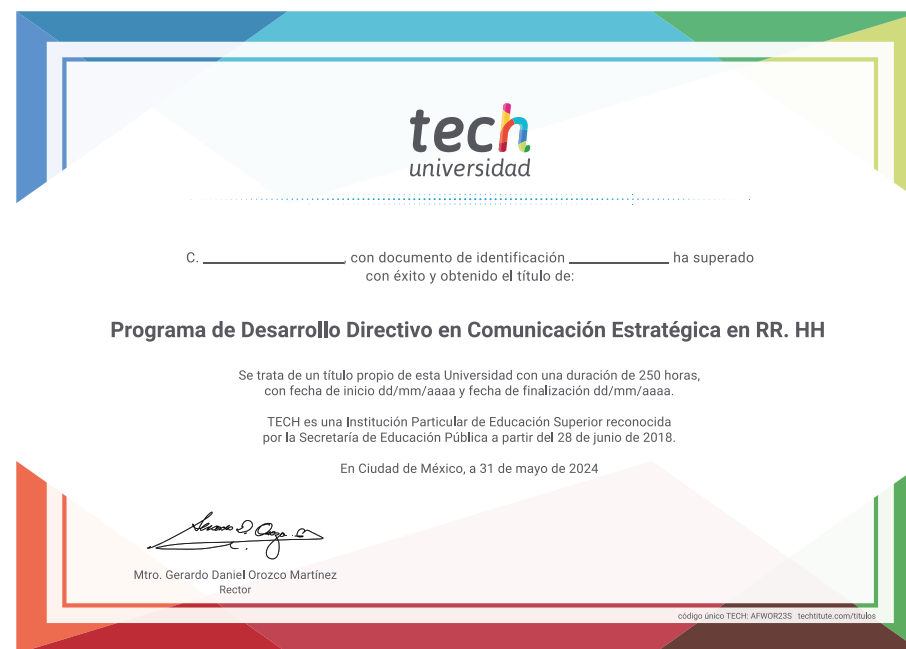 tech
universidad
C. ____________, con documento de identificación ____________ ha superado
con éxito y obtenido el título de:
Programa de Desarrollo Directivo en Comunicación Estratégica en RR. HH
Se trata de un título propio de esta Universidad con una duración de 250 horas,
con fecha de inicio dd/mm/aaaa y fecha de finalización dd/mm/aaaa.
TECH es una Institución Particular de Educación Superior reconocida
por la Secretaría de Educación Pública a partir del 28 de junio de 2018.
En Ciudad de México, a 31 de mayo de 2024
Mtro. Gerardo Daniel Orozco Martínez
Rector
código único TECH: AFWOR23S techtitute.com/titulos